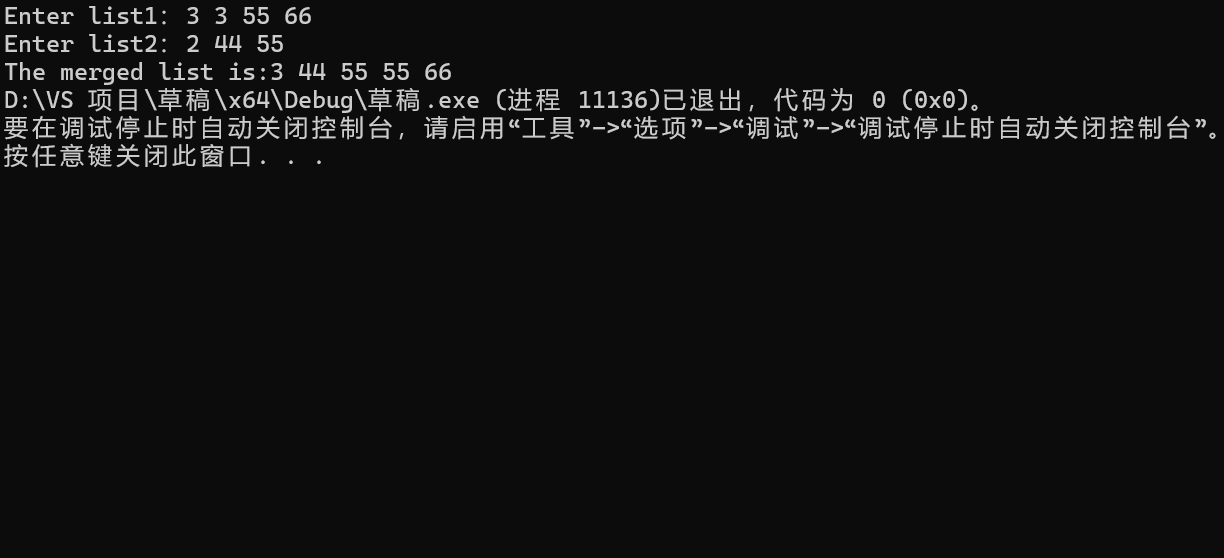 Enter list1: 3 3 55 66
Enter list2: 2 44 55
The merged list is:3 44 55 55 66
D:\VS 项目\草稿\x64\Debug\草稿.exe (进程 11136)已退出，代码为 0 (0x0)。
要在调试停止时自动关闭控制台，请启用“工具”->“选项”->“调试”->“调试停止时自动关闭控制台”。
按任意键关闭此窗口. . .